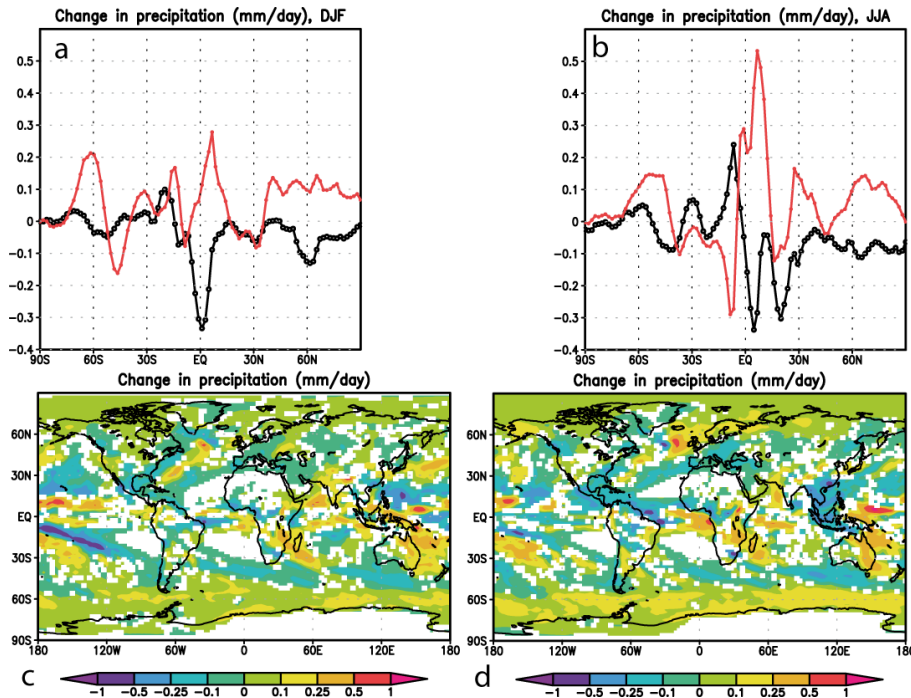 Change in precipitation (mm/day), DJF
a
0.5
0.4
0.3
0.2
0.1
0
-0.1
-0.2
-0.3
-0.4
90S 60S 30S EQ 30N 60N
Change in precipitation (mm/day), JJA
b
0.5
0.4
0.3
0.2
0.1
0
-0.1
-0.2
-0.3
-0.4
90S 60S 30S EQ 30N 60N
Change in precipitation (mm/day)
60N
30N
EQ
30S
60S
90S
180 120W 60W 0 60E 120E 180
c
-1 -0.5 -0.25 -0.1 0 0.1 0.25 0.5 1
Change in precipitation (mm/day)
60N
30N
EQ
30S
60S
90S
180 120W 60W 0 60E 120E 180
d
-1 -0.5 -0.25 -0.1 0 0.1 0.25 0.5 1